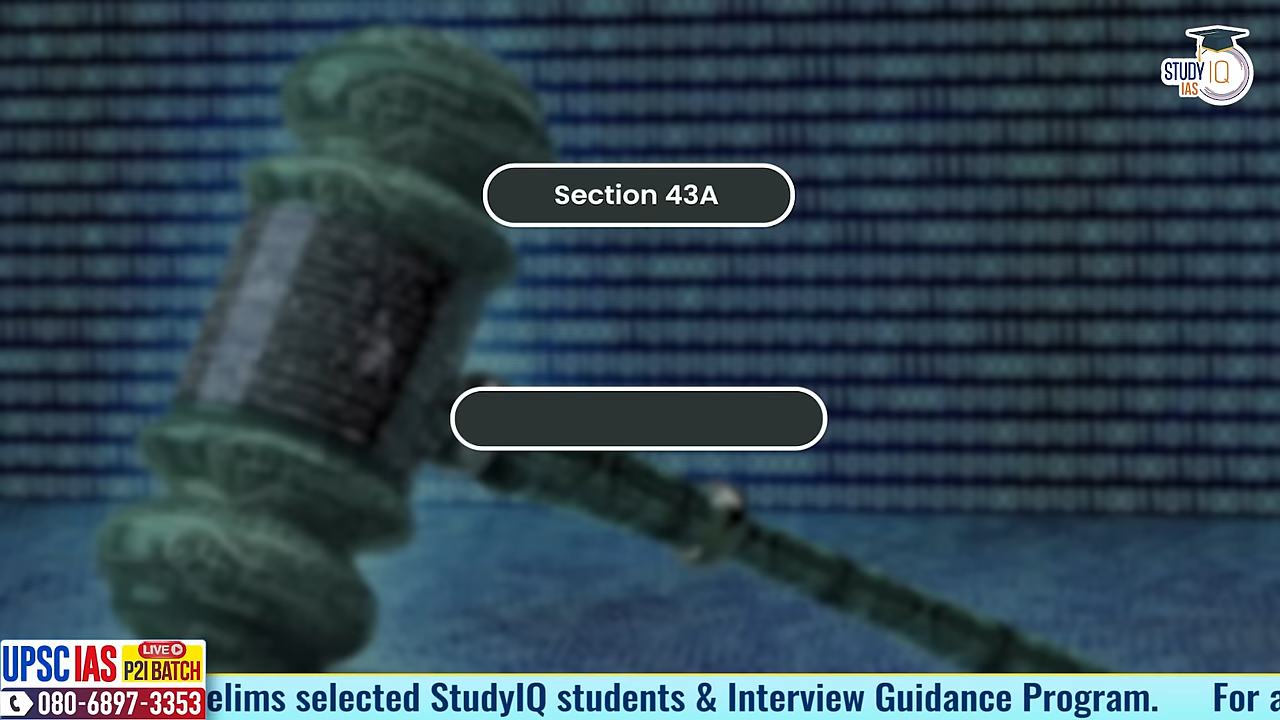 STUDY IQ
IAS
Section 43A
UPSC IAS
LIVE
P2I BATCH
080-6897-3353
elims selected StudyIQ students & Interview Guidance Program. For a